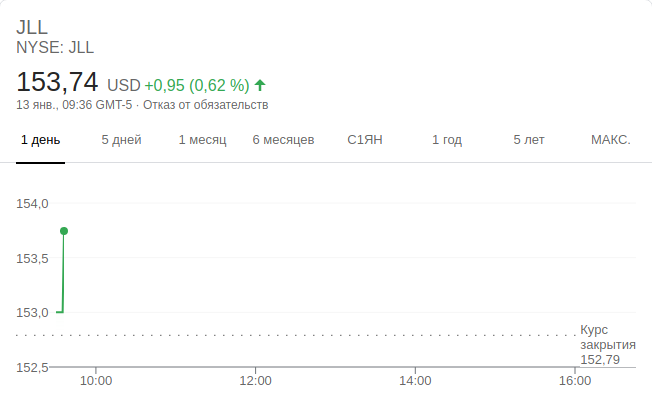 JLL
NYSE: JLL
153,74 USD +0,95 (0,62 %)
13 янв., 09:36 GMT-5 · Отказ от обязательств
1 день 5 дней 1 месяц 6 месяцев С1ЯН 1 год 5 лет МАКС.
154,0
153,5
153,0
Курс
закрытия
152,79
152,5
10:00 12:00 14:00 16:00